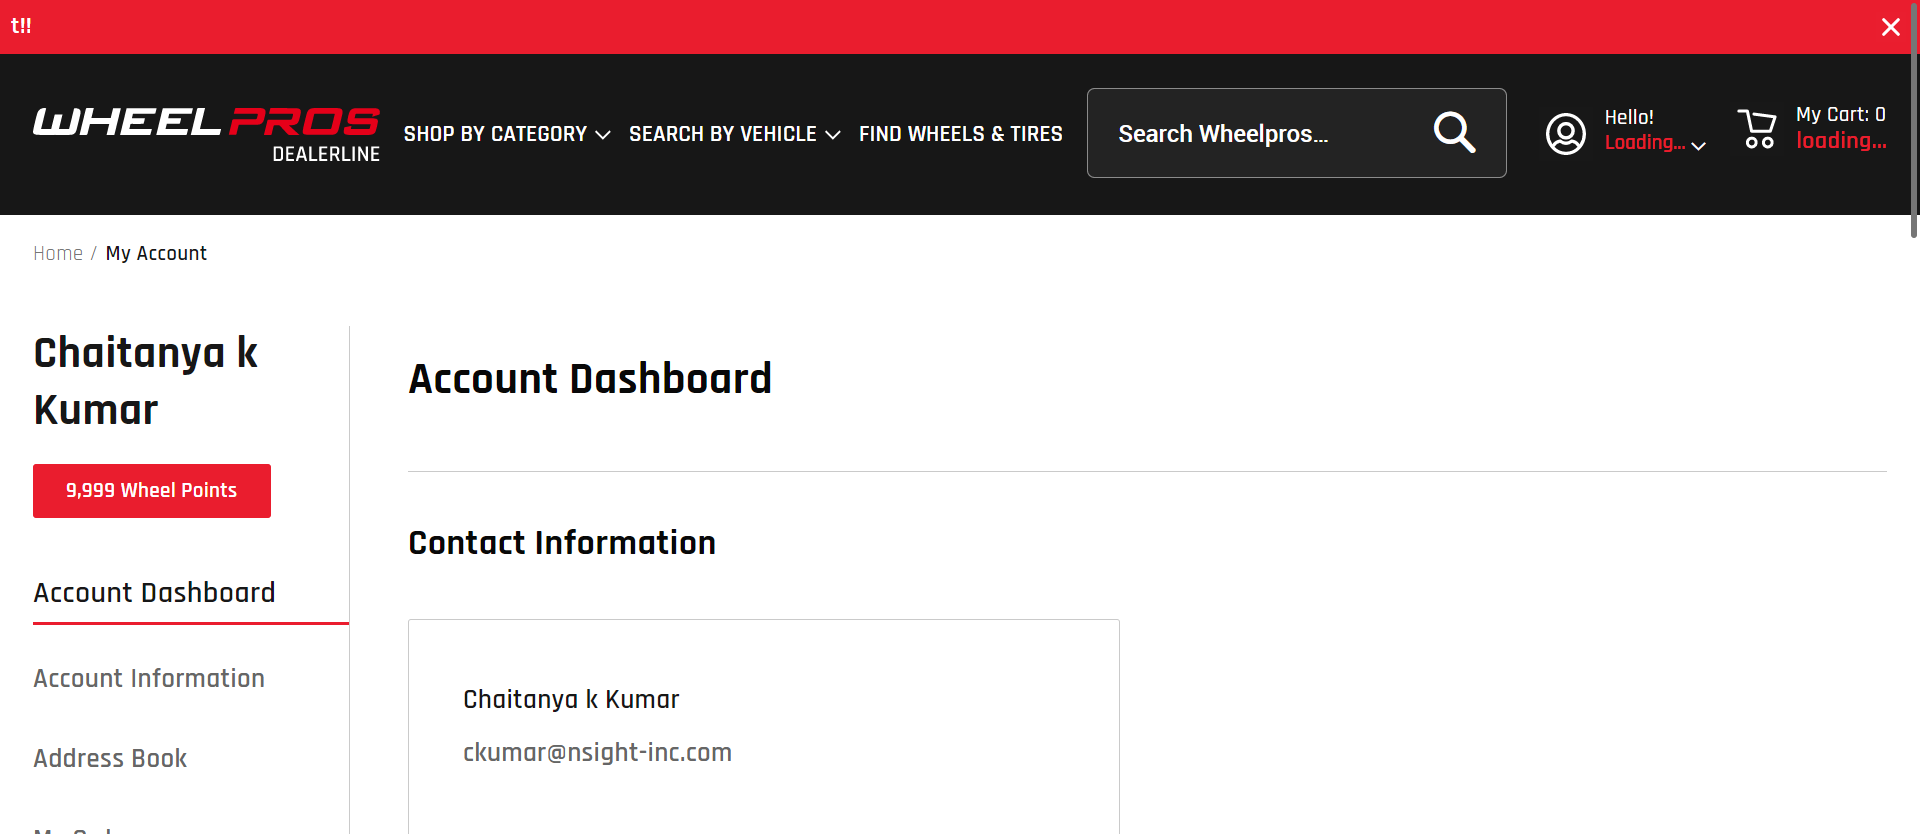 t!!
WHEEL PROS
DEALERLINE
SHOP BY CATEGORY
SEARCH BY VEHICLE
FIND WHEELS & TIRES
Search Wheelpros...
Hello!
Loading...
My Cart: 0
loading...
Home / My Account
Chaitanya k
Kumar
9,999 Wheel Points
Account Dashboard
Account Information
Address Book
Account Dashboard
Contact Information
Chaitanya k Kumar
ckumar@nsight-inc.com